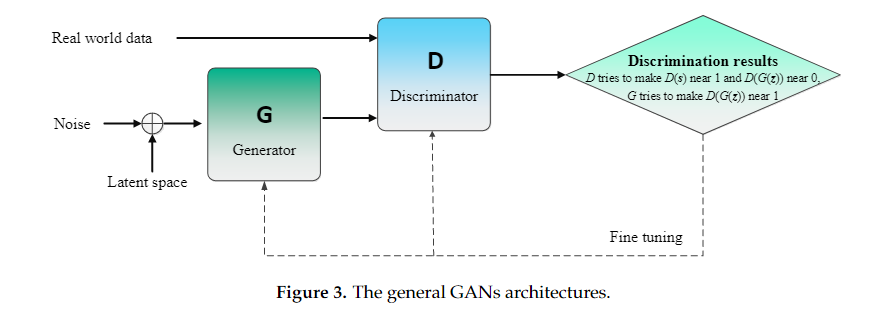 Real world data
D
Discriminator
Discrimination results
D tries to make D(s) near 1 and D(G(z)) near 0,
G tries to make D(G(z)) near 1
Noise
G
Generator
Latent space
Fine tuning
Figure 3. The general GANs architectures.